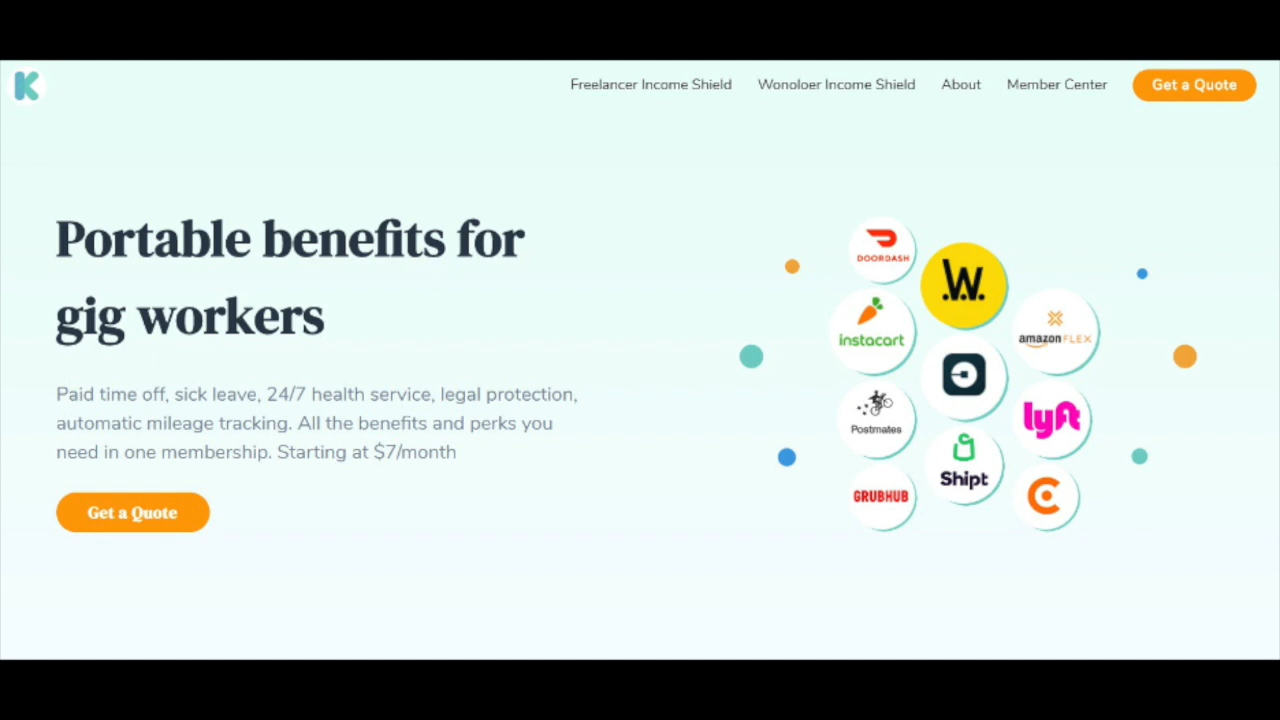 K
Freelancer Income Shield
Wonoloer Income Shield
About
Member Center
Get a Quote
Portable benefits for
gig workers
Paid time off, sick leave, 24/7 health service, legal protection,
automatic mileage tracking. All the benefits and perks you
need in one membership. Starting at $7/month
Get a Quote
DOORDASH
.W.
instacart
amazon FLEX
Postmates
lyft
Shipt
GRUBHUB
C